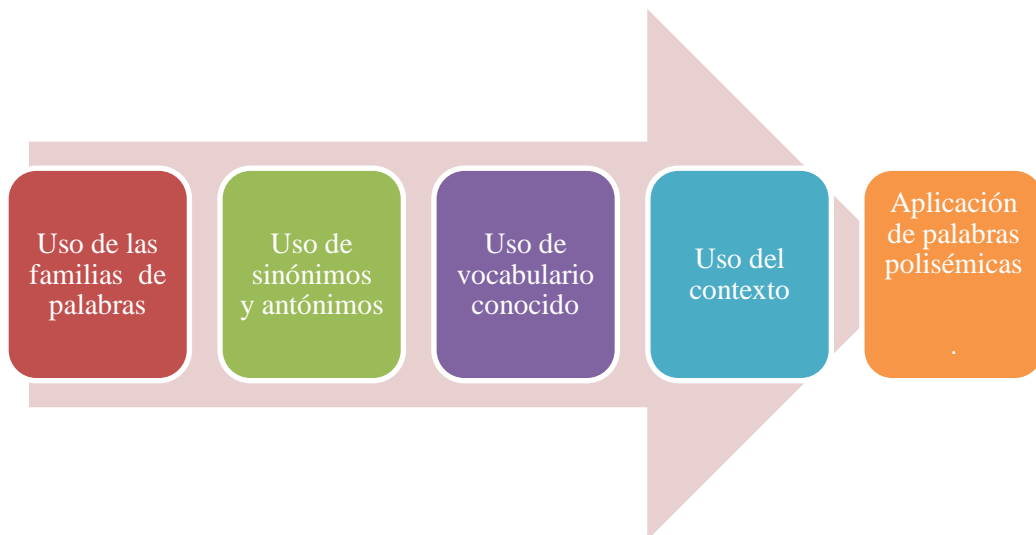 Uso de las
familias de
palabras
Uso de
sinónimos
y antónimos
Uso de
vocabulario
conocido
Uso del
contexto
Aplicación
de palabras
polisémicas
.